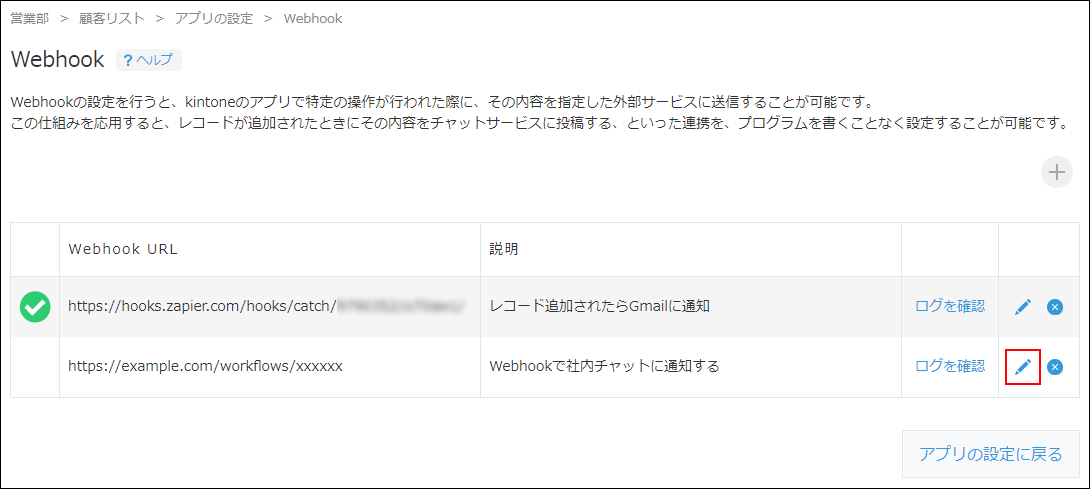 営業部 > 顧客リスト > アプリの設定 > Webhook
Webhook ?ヘルプ
Webhookの設定を行うと、kintoneのアプリで特定の操作が行われた際に、その内容を指定した外部サービスに送信することが可能です。
この仕組みを応用すると、レコードが追加されたときにその内容をチャットサービスに投稿する、といった連携を、プログラムを書くことなく設定することが可能です。
Webhook URL 説明
https://hooks.zapier.com/hooks/catch/ レコード追加されたらGmailに通知 ログを確認
https://example.com/workflows/xxxxxx Webhookで社内チャットに通知する ログを確認
アプリの設定に戻る